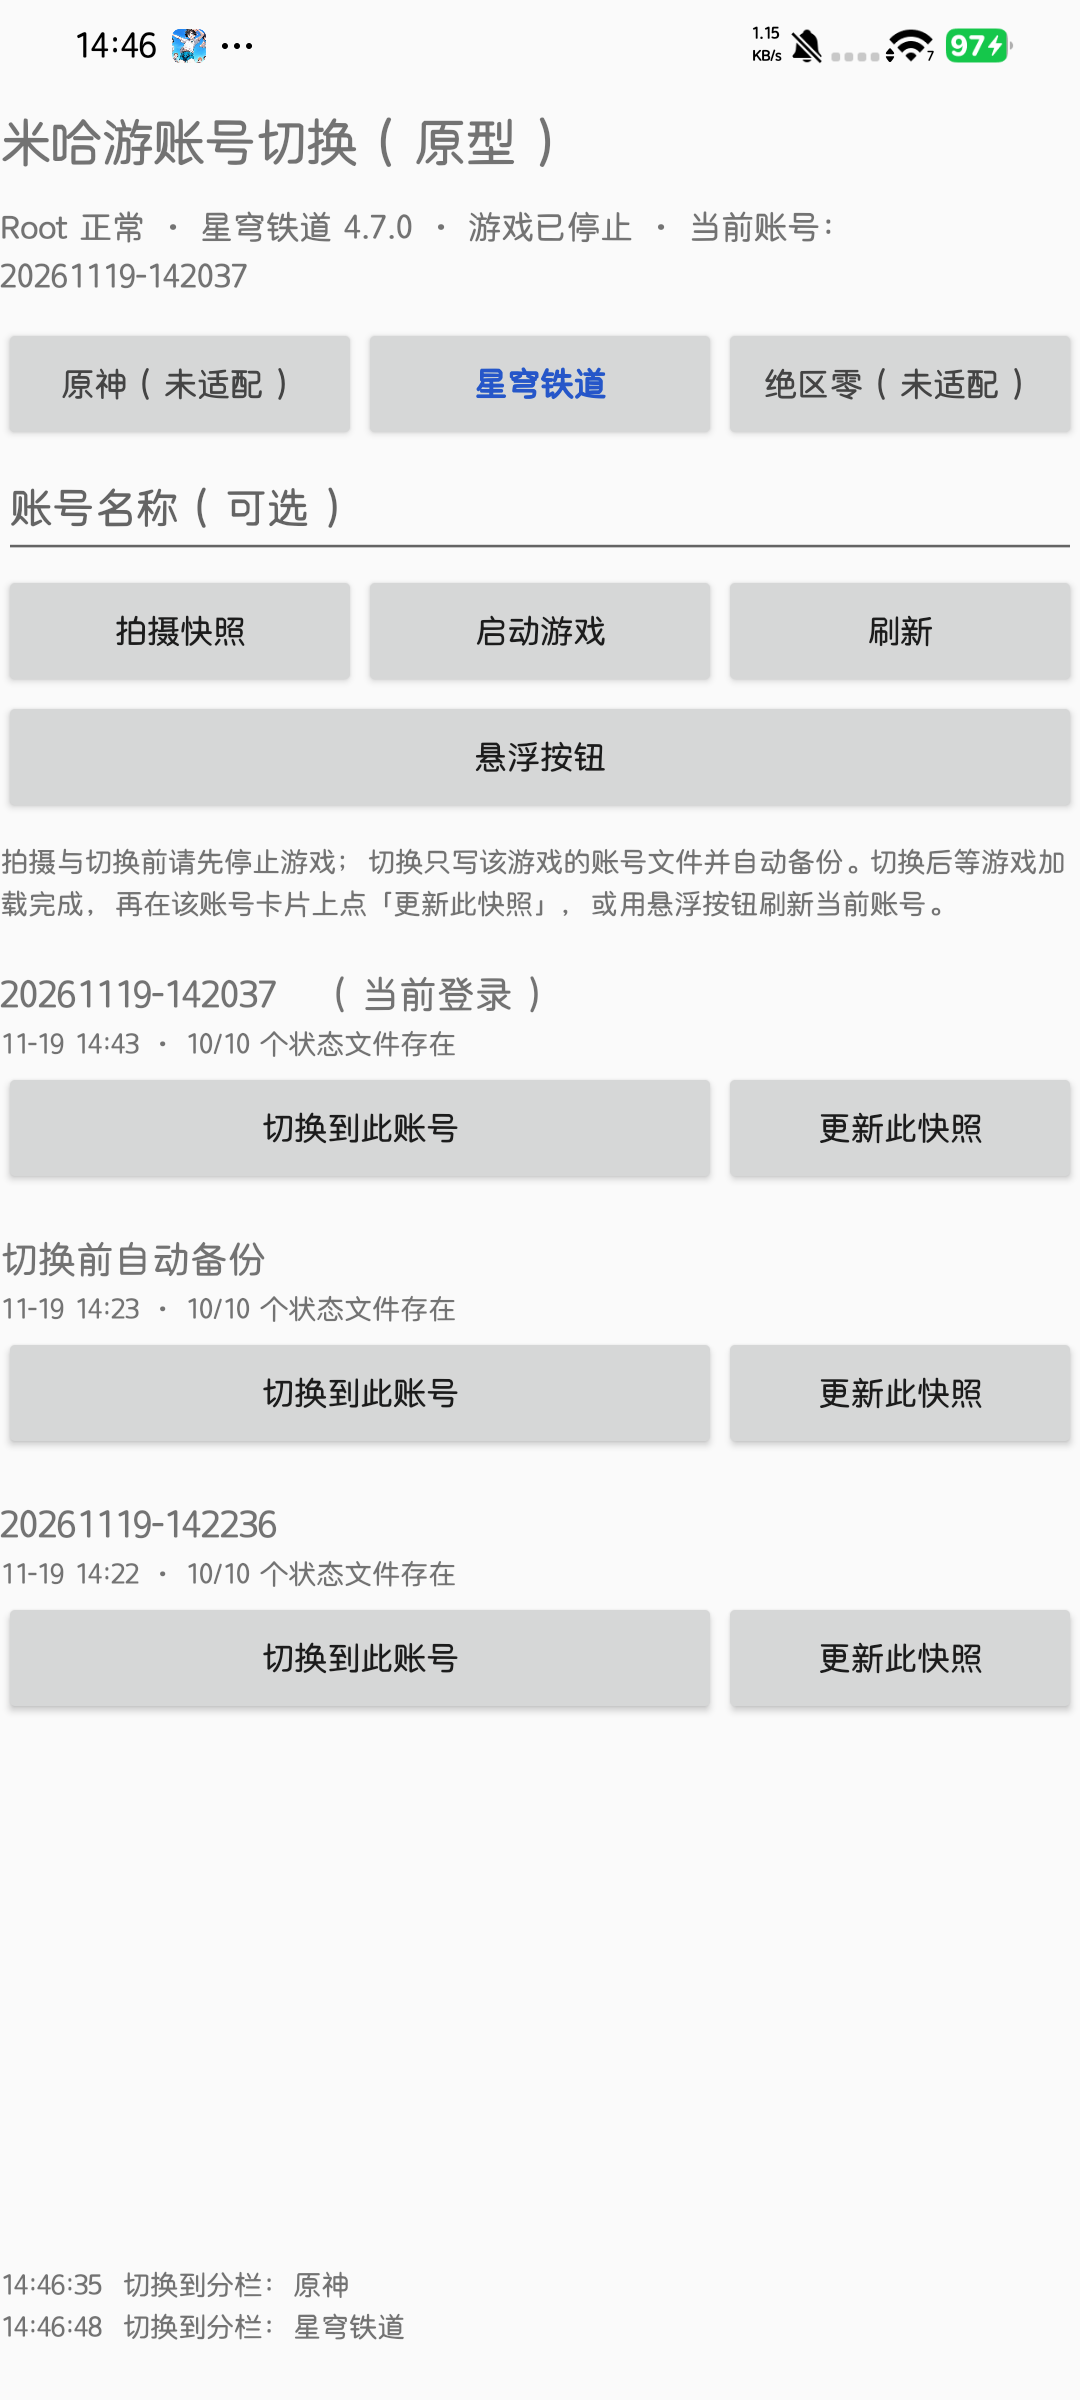 14:46 ...
1.15 KB/s 7 97
米哈游账号切换（原型）
Root 正常 · 星穹铁道 4.7.0 · 游戏已停止 · 当前账号：
20261119-142037
原神（未适配） 星穹铁道 绝区零（未适配）
账号名称（可选）
拍摄快照 启动游戏 刷新
悬浮按钮
拍摄与切换前请先停止游戏；切换只写该游戏的账号文件并自动备份。切换后等游戏加
载完成，再在该账号卡片上点「更新此快照」，或用悬浮按钮刷新当前账号。
20261119-142037 （当前登录）
11-19 14:43 · 10/10 个状态文件存在
切换到此账号 更新此快照
切换前自动备份
11-19 14:23 · 10/10 个状态文件存在
切换到此账号 更新此快照
20261119-142236
11-19 14:22 · 10/10 个状态文件存在
切换到此账号 更新此快照
14:46:35 切换到分栏：原神
14:46:48 切换到分栏：星穹铁道